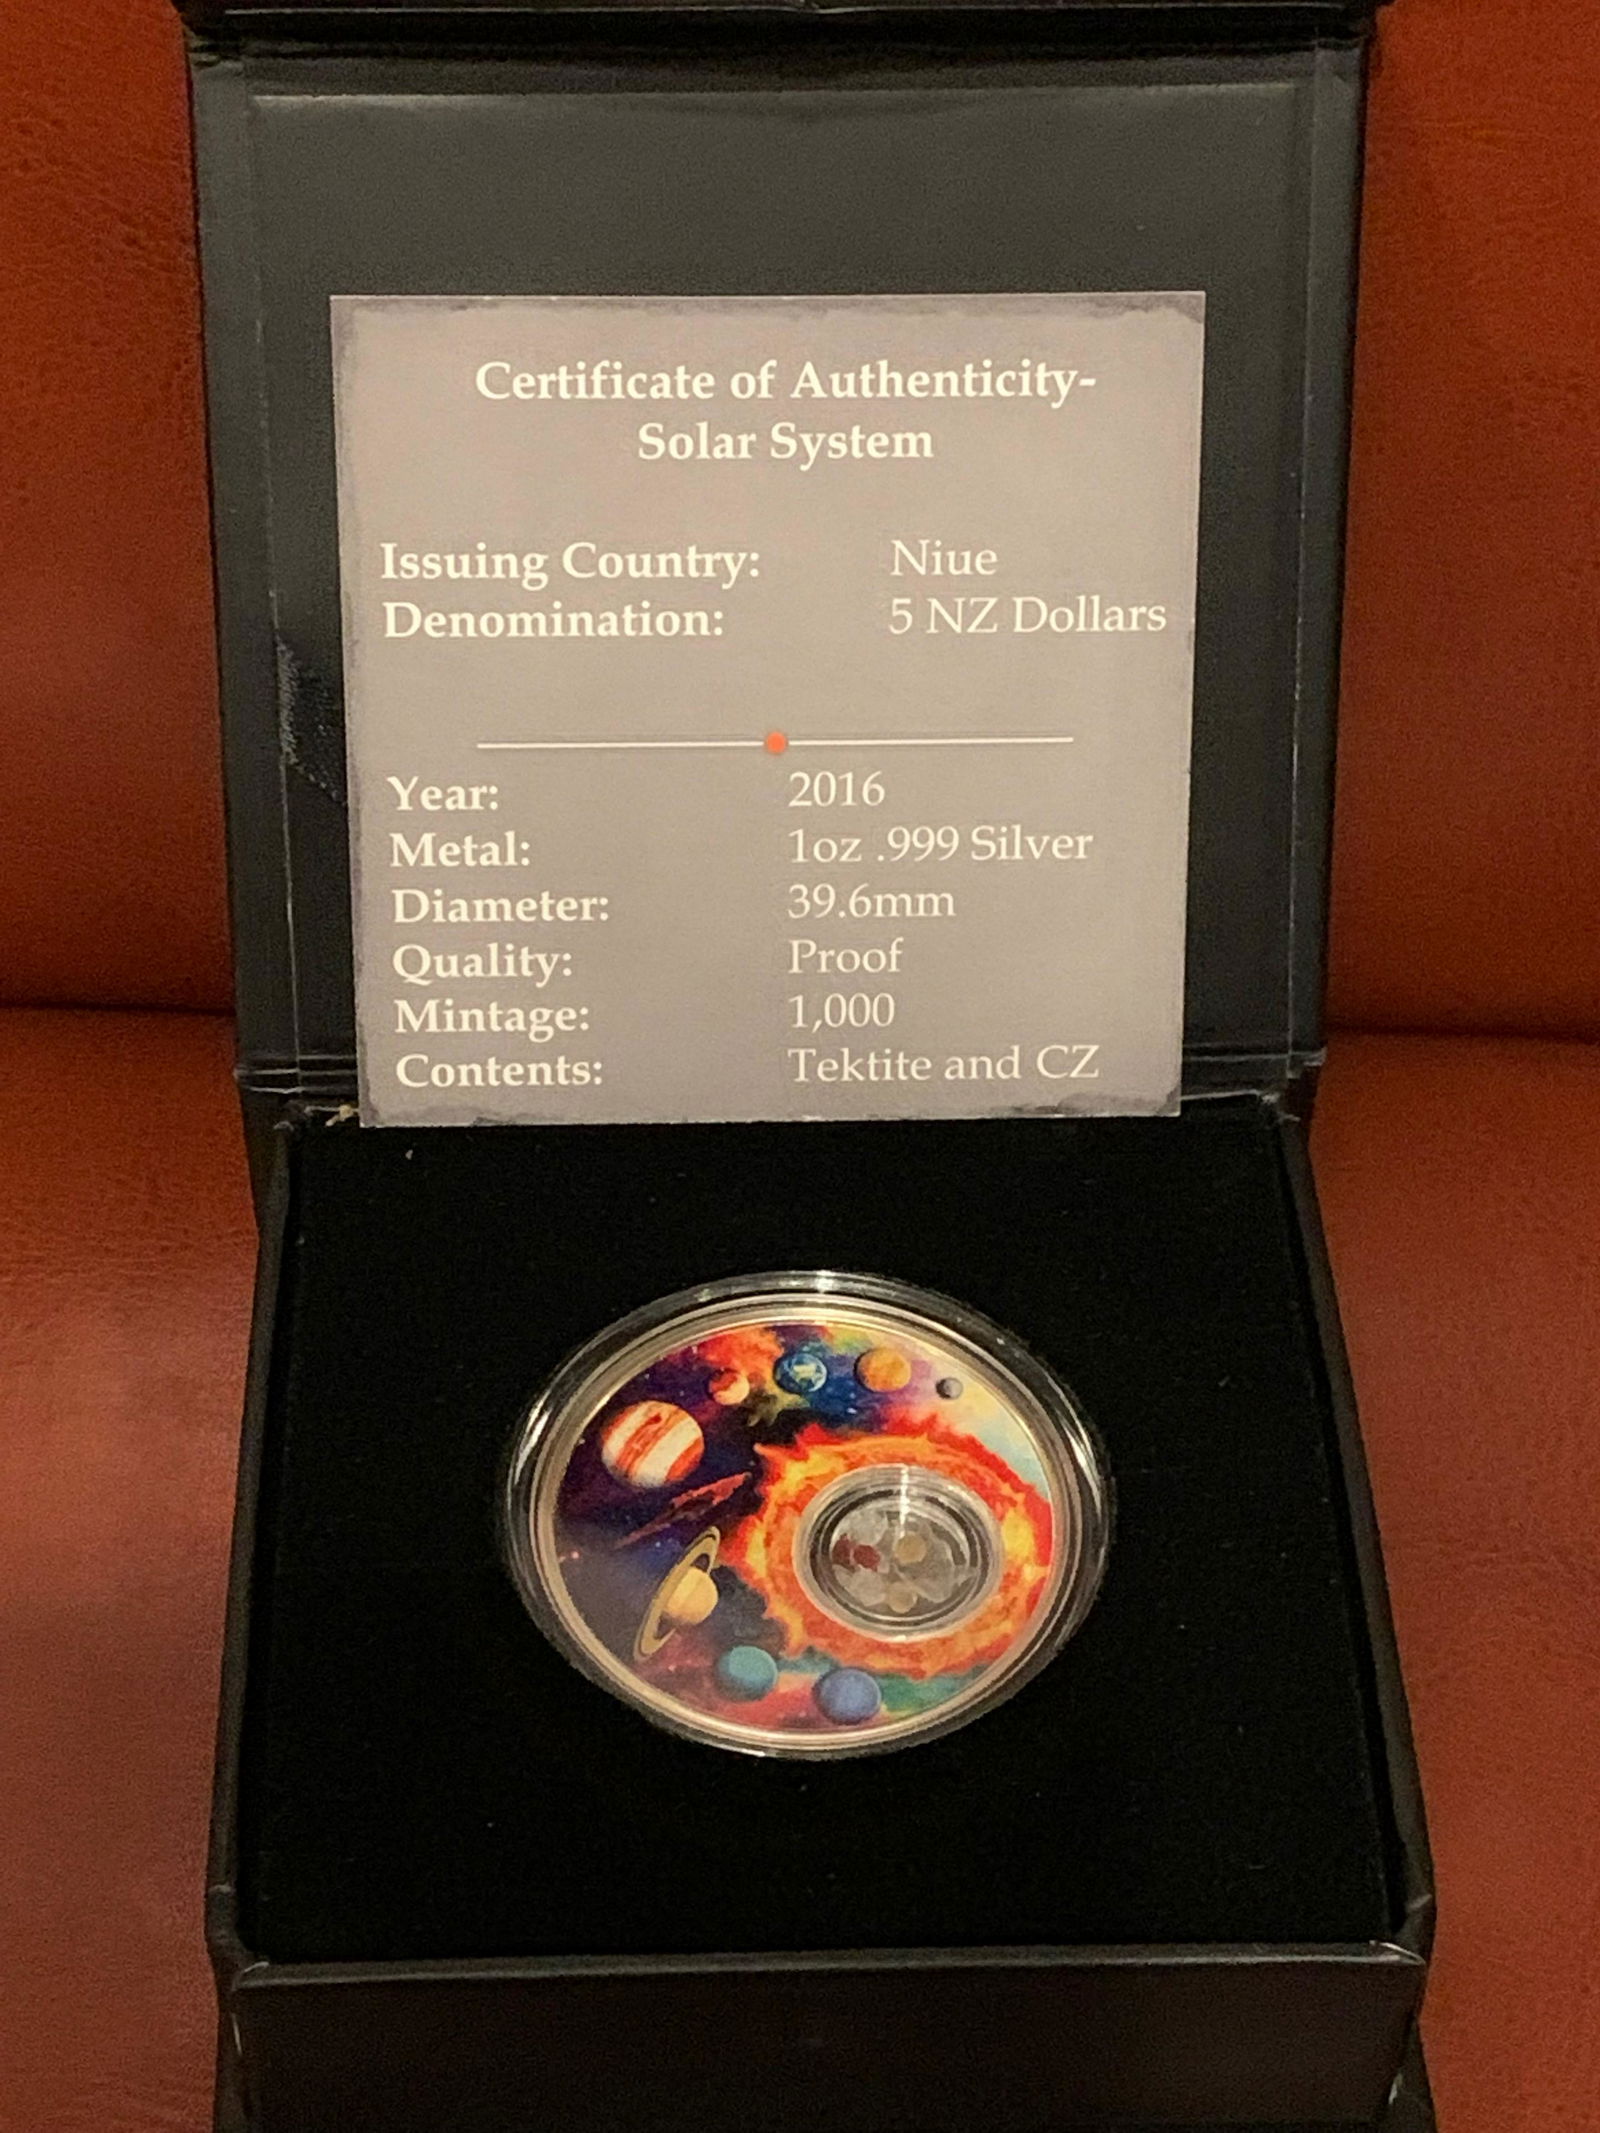 Certificate of Authenticity-
Solar System
Issuing Country: Niue
Denomination: 5 NZ Dollars
Year: 2016
Metal: 1oz .999 Silver
Diameter: 39.6mm
Quality: Proof
Mintage: 1,000
Contents: Tektite and CZ